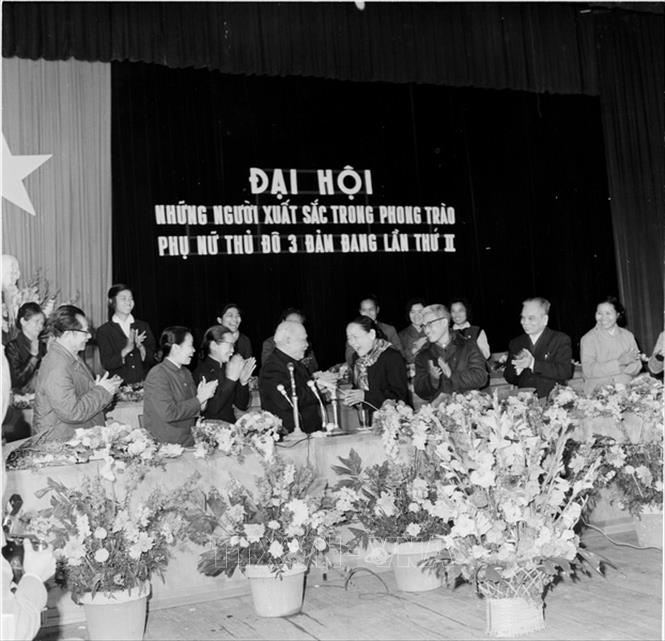 ĐẠI HỘI
NHỮNG NGƯỜI XUẤT SẮC TRONG PHONG TRÀO
PHỤ NỮ THỦ ĐÔ 3 ĐẢM ĐANG LẦN THỨ II